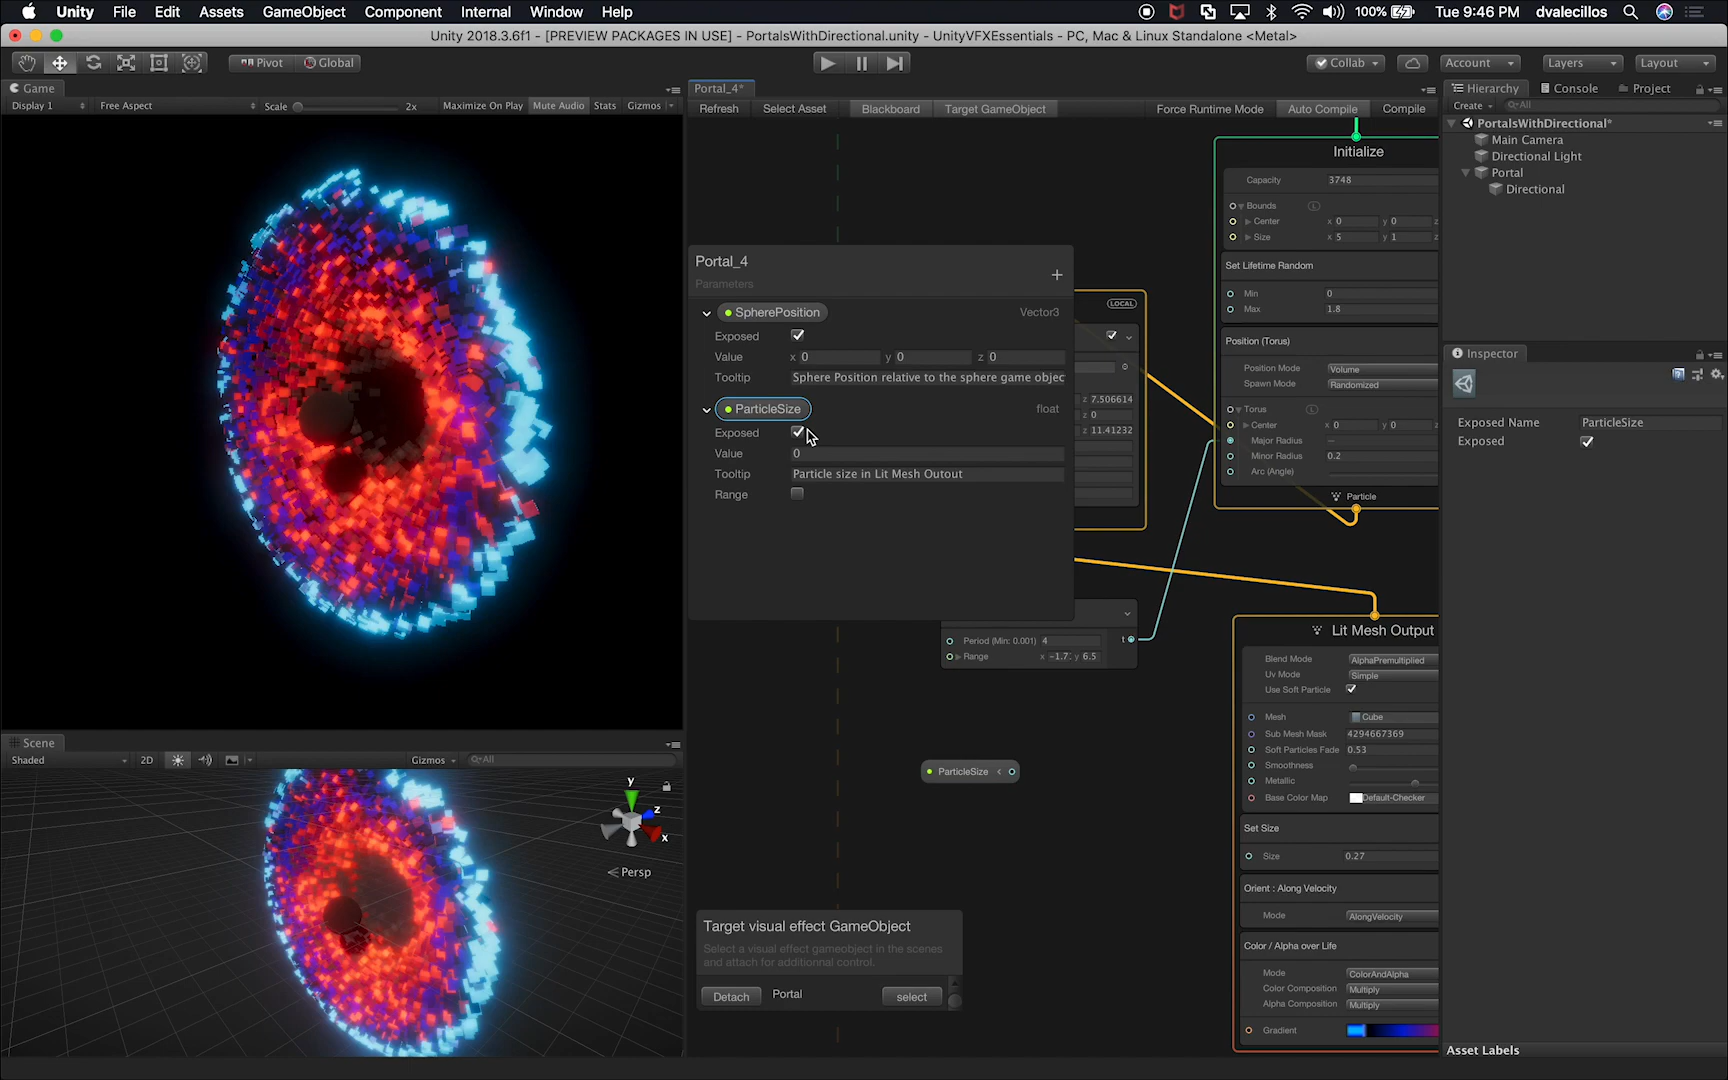 Unity File Edit Assets GameObject Component Internal Window Help 100% Tue 9:46 PM dvalecillos
Unity 2018.3.6f1 - [PREVIEW PACKAGES IN USE] - PortalsWithDirectional.unity - UnityVFXEssentials - PC, Mac & Linux Standalone <Metal>
Pivot Global Collab Account Layers Layout
Game
Display 1 Free Aspect Scale 2x Maximize On Play Mute Audio Stats Gizmos
Portal_4*
Refresh Select Asset Blackboard Target GameObject Force Runtime Mode Auto Compile Compile
Portal_4
Parameters
SpherePosition Vector3
Exposed
Value x 0 y 0 z 0
Tooltip Sphere Position relative to the sphere game objec
ParticleSize float
Exposed
Value 0
Tooltip Particle size in Lit Mesh Outout
Range
LOCAL
z 7.506614
z 0
z 11.41232
Period (Min: 0.001) 4 t
Range x -1.7: y 6.5
ParticleSize
Target visual effect GameObject
Select a visual effect gameobject in the scenes
and attach for additionnal control.
Detach Portal select
Initialize
Capacity 3748
Bounds L
Center x 0 y 0 z
Size x 5 y 1 z
Set Lifetime Random
Min 0
Max 1.8
Position (Torus)
Position Mode Volume
Spawn Mode Randomized
Torus L
Center x 0 y 0 z
Major Radius
Minor Radius 0.2
Arc (Angle)
Particle
Lit Mesh Output
Blend Mode AlphaPremultiplied
Uv Mode Simple
Use Soft Particle
Mesh Cube
Sub Mesh Mask 4294667369
Soft Particles Fade 0.53
Smoothness
Metallic
Base Color Map Default-Checker
Set Size
Size 0.27
Orient : Along Velocity
Mode AlongVelocity
Color / Alpha over Life
Mode ColorAndAlpha
Color Composition Multiply
Alpha Composition Multiply
Gradient
Scene
Shaded 2D Gizmos All
y
z
x
Persp
Hierarchy Console Project
Create All
PortalsWithDirectional*
Main Camera
Directional Light
Portal
Directional
Inspector
Exposed Name ParticleSize
Exposed
Asset Labels